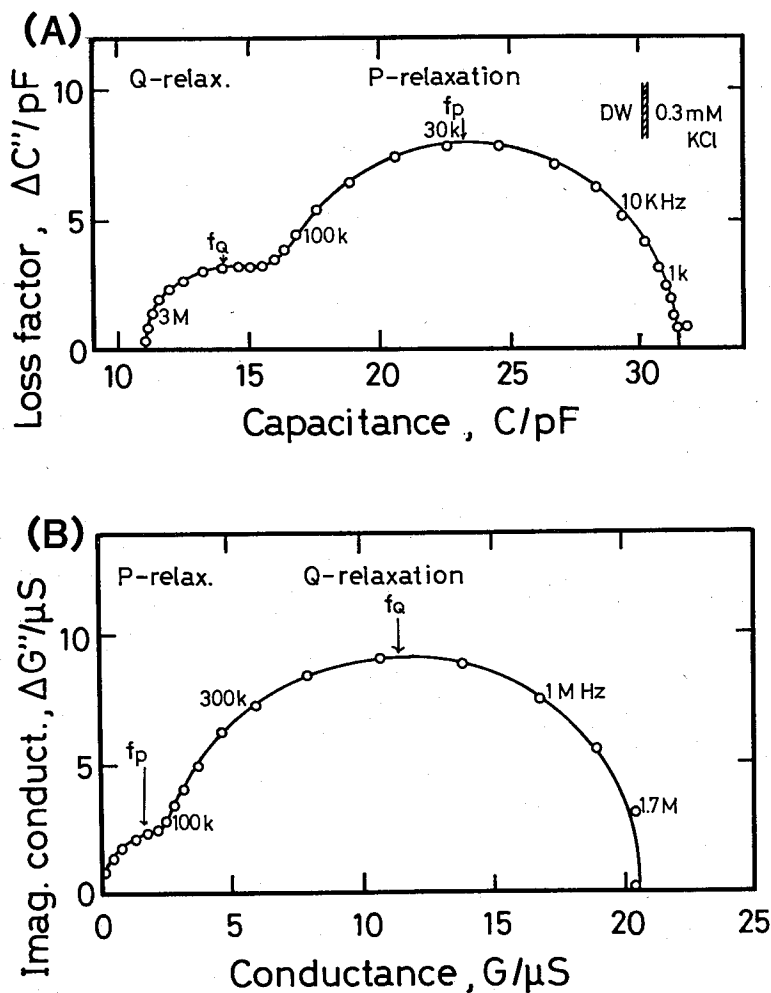 (A)
Q-relax. P-relaxation
fP
30k
DW 0.3mM
KCl
10KHz
fQ
100k
1k
3M
10
5
0
Loss factor, ΔC"/pF
10 15 20 25 30
Capacitance, C/pF
(B)
P-relax. Q-relaxation
fQ
300k
1MHz
fP
100k
1.7M
10
5
0
Imag. conduct., ΔG"/μS
0 5 10 15 20 25
Conductance, G/μS